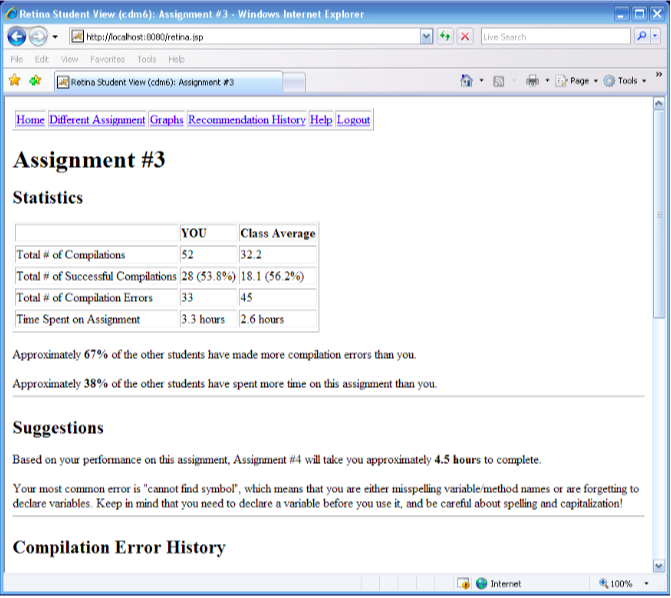 Retina Student View (cdm6): Assignment #3 - Windows Internet Explorer
http://localhost:8080/retina.jsp
Live Search
File Edit View Favorites Tools Help
Retina Student View (cdm6): Assignment #3
Page Tools
Home Different Assignment Graphs Recommendation History Help Logout
Assignment #3
Statistics
YOU Class Average
Total # of Compilations 52 32.2
Total # of Successful Compilations 28 (53.8%) 18.1 (56.2%)
Total # of Compilation Errors 33 45
Time Spent on Assignment 3.3 hours 2.6 hours
Approximately 67% of the other students have made more compilation errors than you.
Approximately 38% of the other students have spent more time on this assignment than you.
Suggestions
Based on your performance on this assignment, Assignment #4 will take you approximately 4.5 hours to complete.
Your most common error is "cannot find symbol", which means that you are either misspelling variable/method names or are forgetting to
declare variables. Keep in mind that you need to declare a variable before you use it, and be careful about spelling and capitalization!
Compilation Error History
Internet 100%